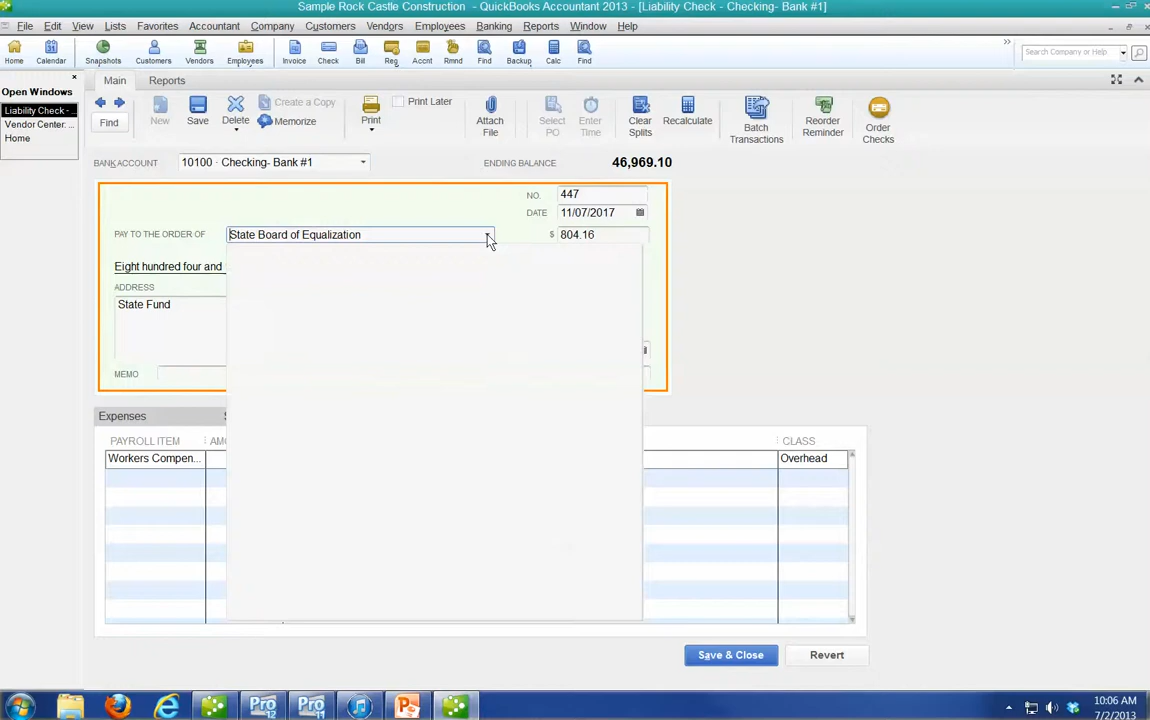 Sample Rock Castle Construction - QuickBooks Accountant 2013 - [Liability Check - Checking- Bank #1]
File Edit View Lists Favorites Accountant Company Customers Vendors Employees Banking Reports Window Help
Home Calendar Snapshots Customers Vendors Employees Invoice Check Bill Reg Accnt Rmnd Find Backup Calc Find
Search Company or Help
Open Windows
Liability Check -
Vendor Center:
Home
Main Reports
Find New Save Delete Create a Copy
Memorize
Print Print Later
Attach File
Select PO
Enter Time
Clear Splits
Recalculate
Batch Transactions
Reorder Reminder
Order Checks
BANK ACCOUNT 10100 · Checking- Bank #1 ENDING BALANCE 46,969.10
NO. 447
DATE 11/07/2017
PAY TO THE ORDER OF State Board of Equalization $ 804.16
Eight hundred four and
ADDRESS
State Fund
MEMO
Expenses
PAYROLL ITEM AM CLASS
Workers Compen... Overhead
Save & Close Revert
10:06 AM
7/2/2013